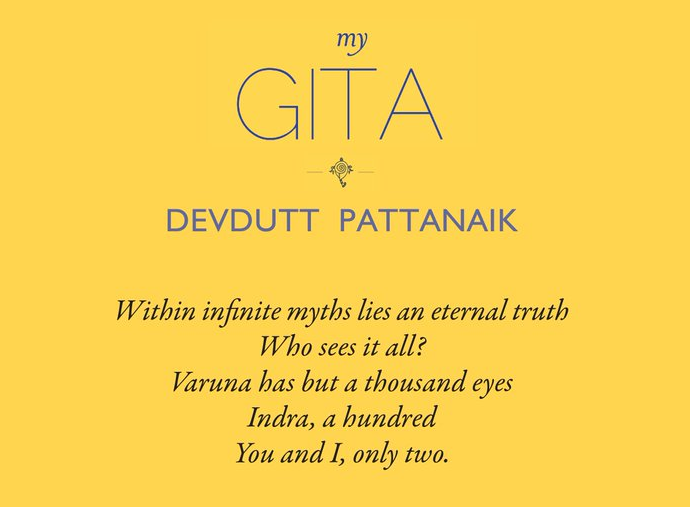 my
GITA
DEVDUTT PATTANAIK
Within infinite myths lies an eternal truth
Who sees it all?
Varuna has but a thousand eyes
Indra, a hundred
You and I, only two.